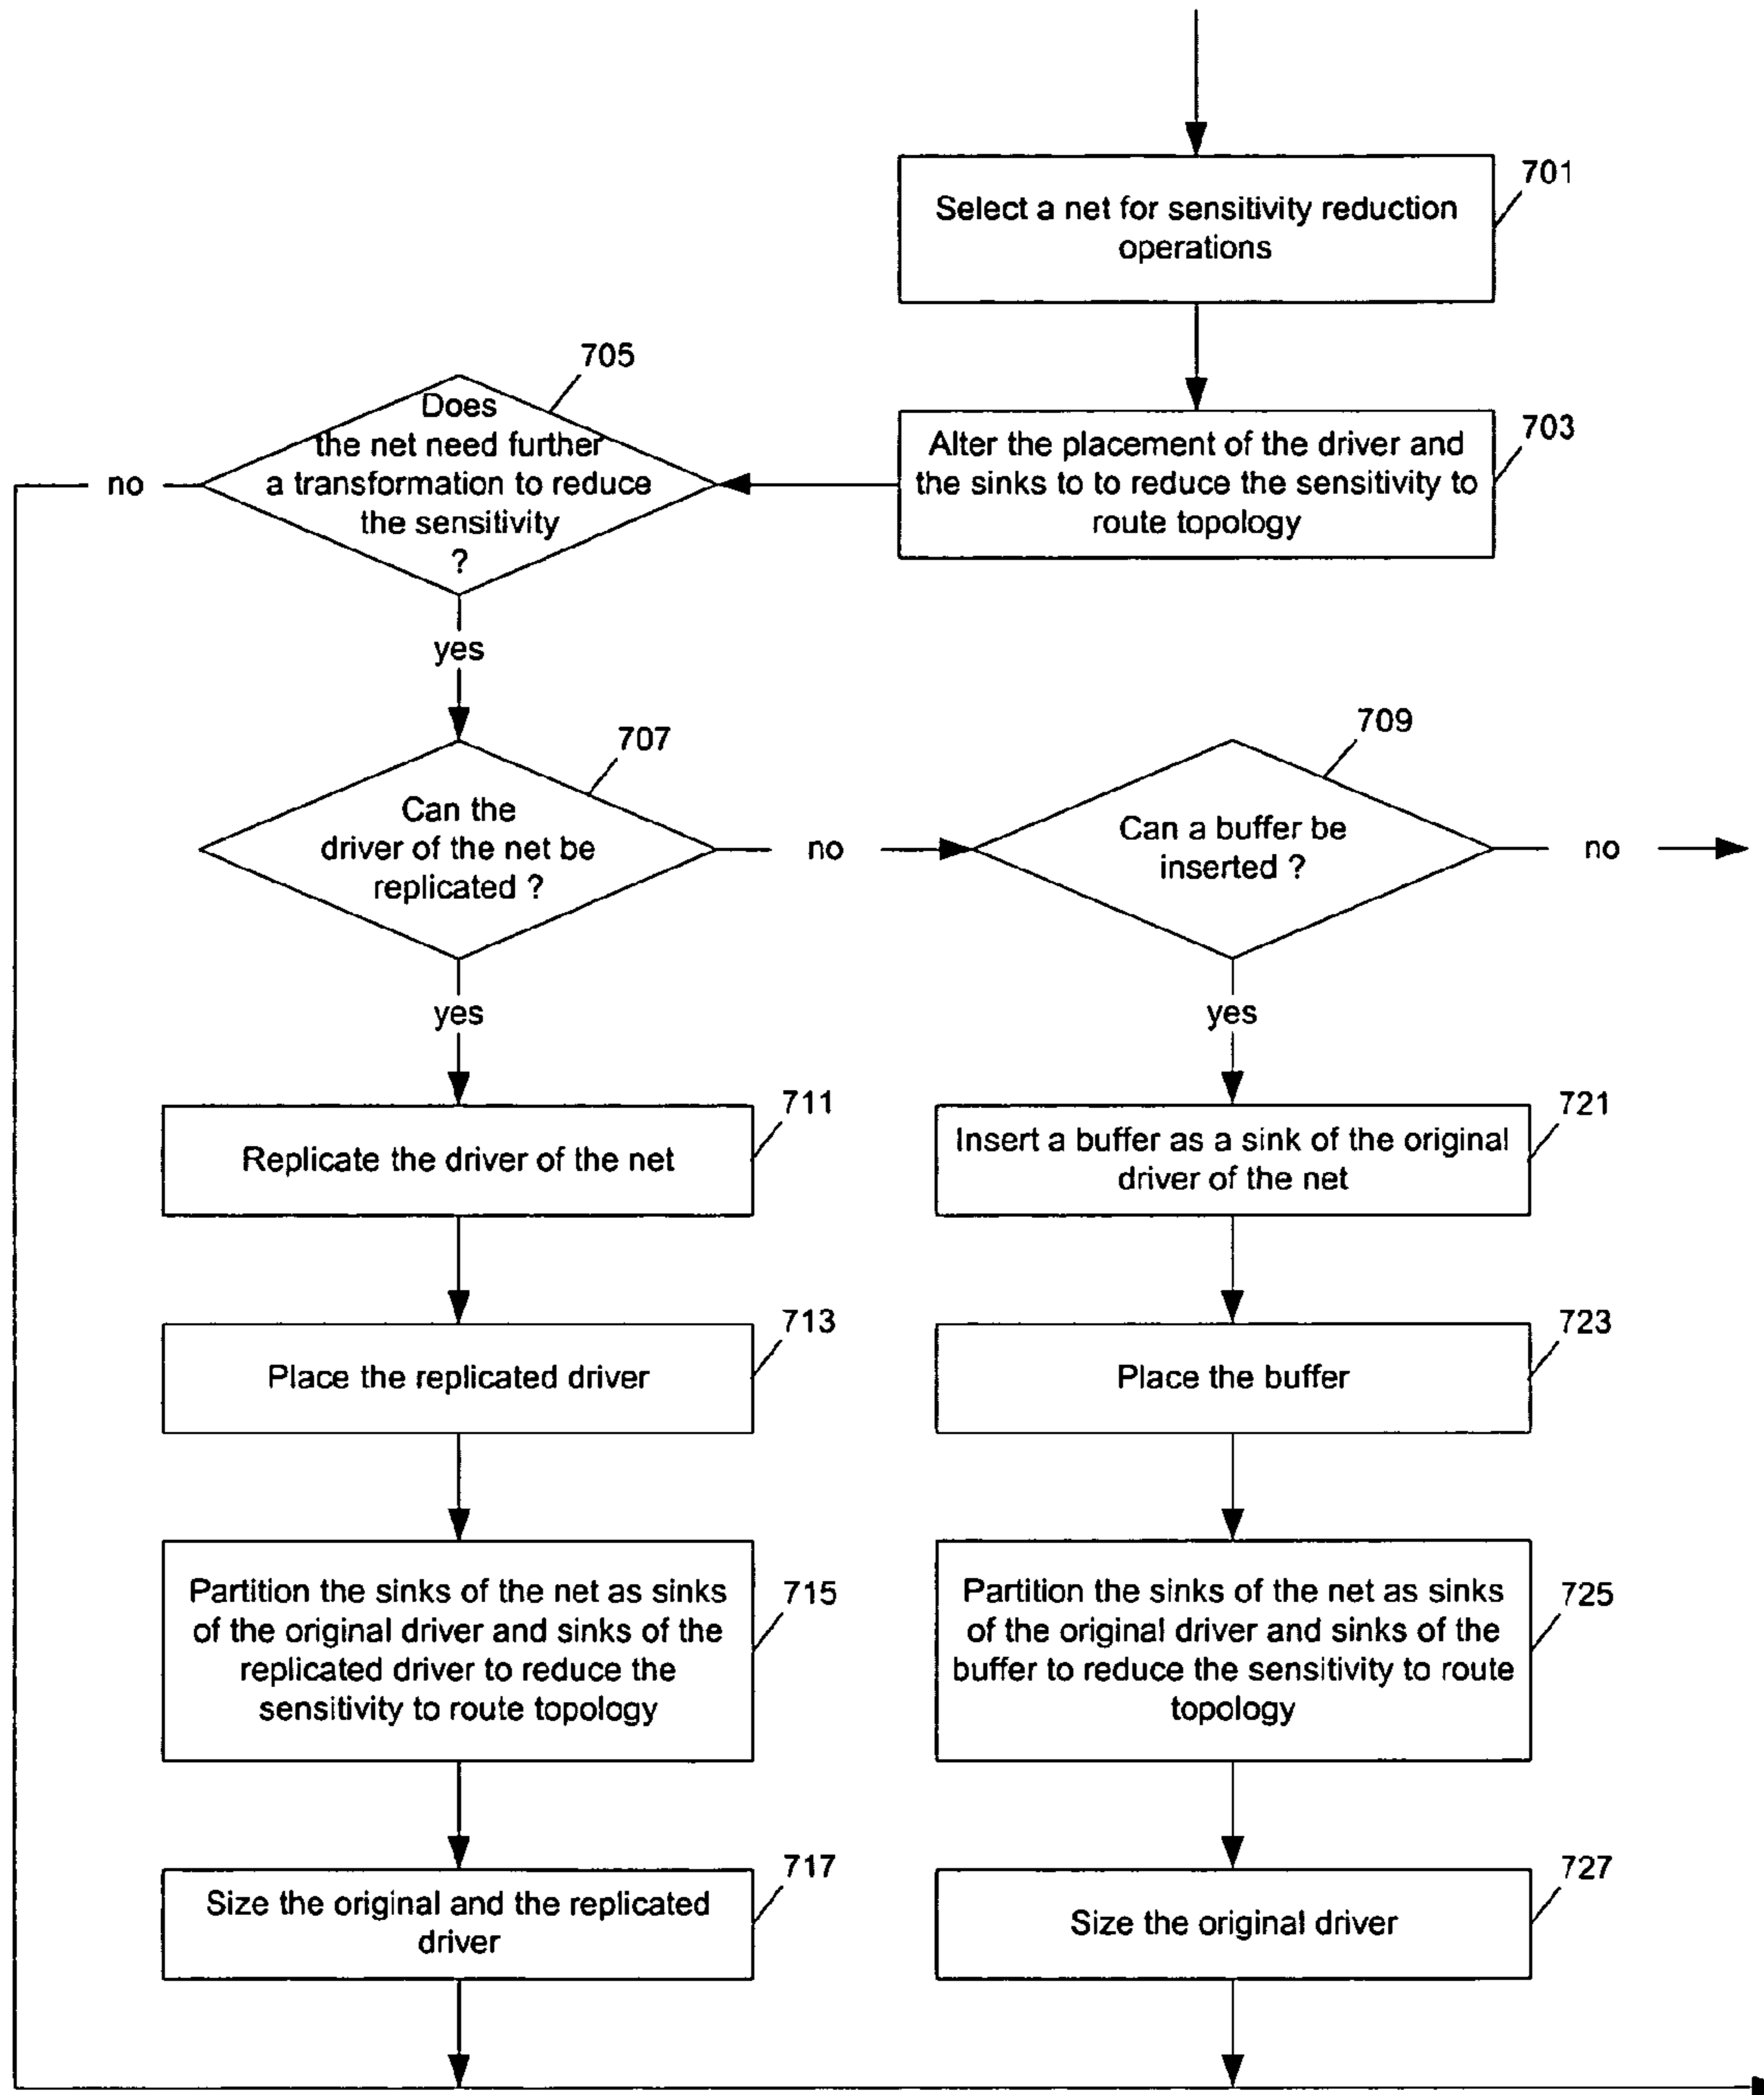 701
Select a net for sensitivity reduction
operations
703
Alter the placement of the driver and
the sinks to to reduce the sensitivity to
route topology
705
Does
the net need further
a transformation to reduce
the sensitivity
?
no
yes
707
Can the
driver of the net be
replicated ?
no
709
Can a buffer be
inserted ?
no
yes
yes
711
Replicate the driver of the net
721
Insert a buffer as a sink of the original
driver of the net
713
Place the replicated driver
723
Place the buffer
715
Partition the sinks of the net as sinks
of the original driver and sinks of the
replicated driver to reduce the
sensitivity to route topology
725
Partition the sinks of the net as sinks
of the original driver and sinks of the
buffer to reduce the sensitivity to route
topology
717
Size the original and the replicated
driver
727
Size the original driver